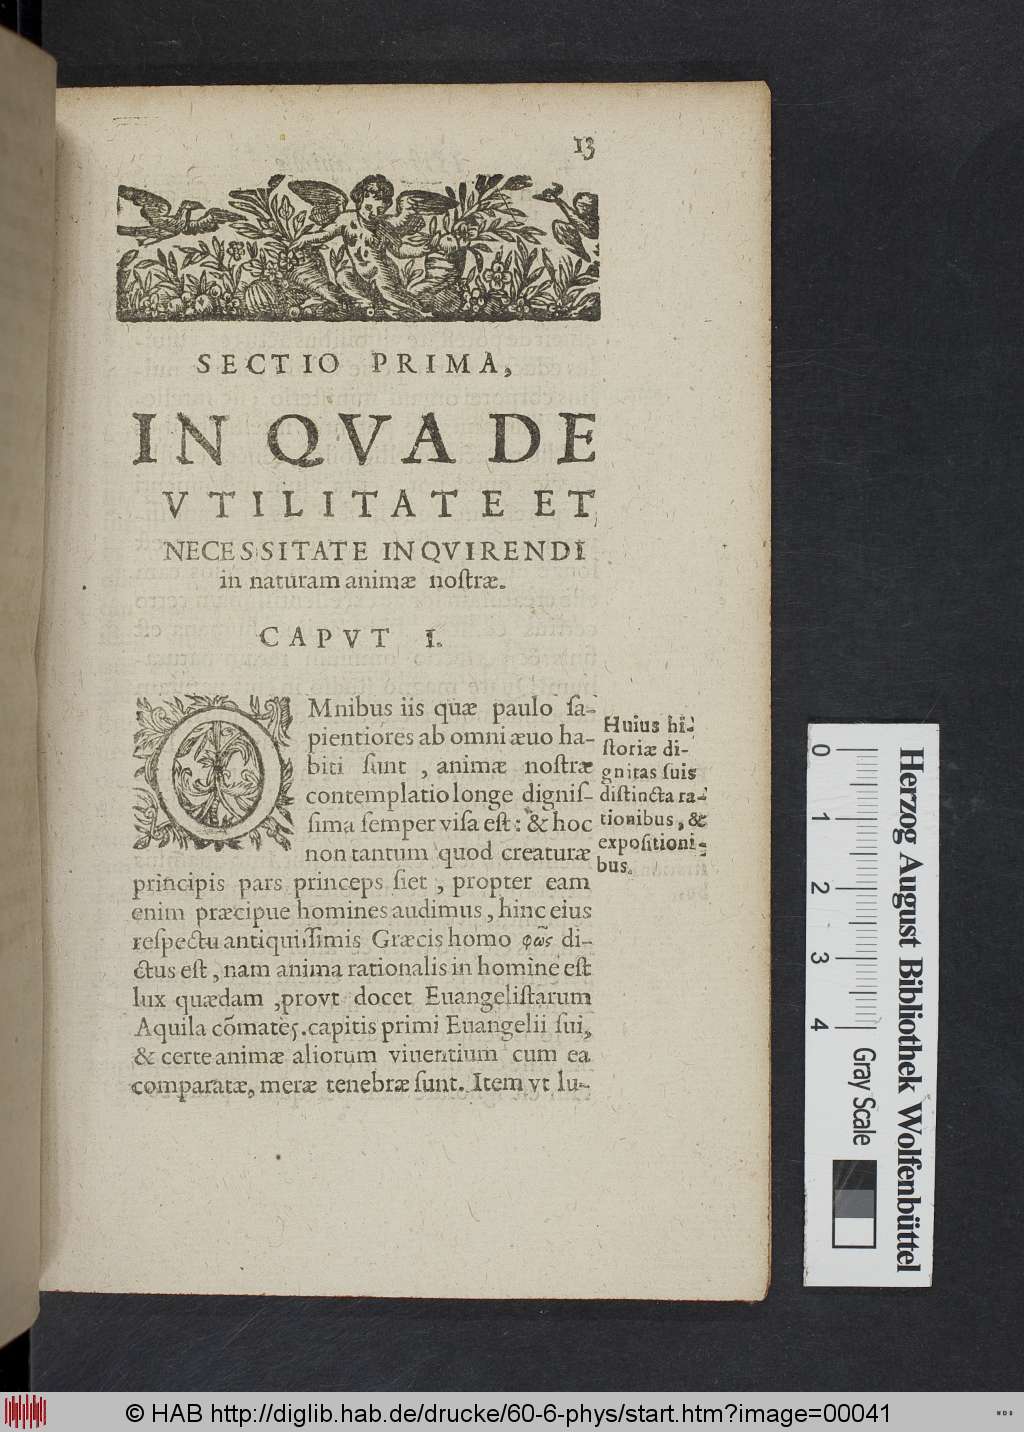 13
SECTIO PRIMA,
IN QVA DE
VTILITATE ET
NECESSITATE INQVIRENDI
in naturam animæ noſtræ.
CAPVT I.
OMnibus iis quæ paulo ſa-
pientiores ab omni æuo ha-
biti ſunt , animæ noſtræ
contemplatio longe digniſ-
ſima ſemper viſa eſt : & hoc
non tantum quod creaturæ
principis pars princeps ſiet , propter eam
enim præcipue homines audimus , hinc eius
reſpectu antiquiſſimis Græcis homo φῶς di-
ctus eſt , nam anima rationalis in homine eſt
lux quædam ,provt docet Euangeliſtarum
Aquila cõmate 5. capitis primi Euangelii ſui,
& certe animæ aliorum viuentium cum ea
comparatæ, meræ tenebræ ſunt. Item vt lu-
Huius hi-
ſtoriæ di-
gnitas ſuis
diſtincta ra-
tionibus , &
expoſitioni-
bus.
0 1 2 3 4
Gray Scale
Herzog August Bibliothek Wolfenbüttel
© HAB http://diglib.hab.de/drucke/60-6-phys/start.htm?image=00041